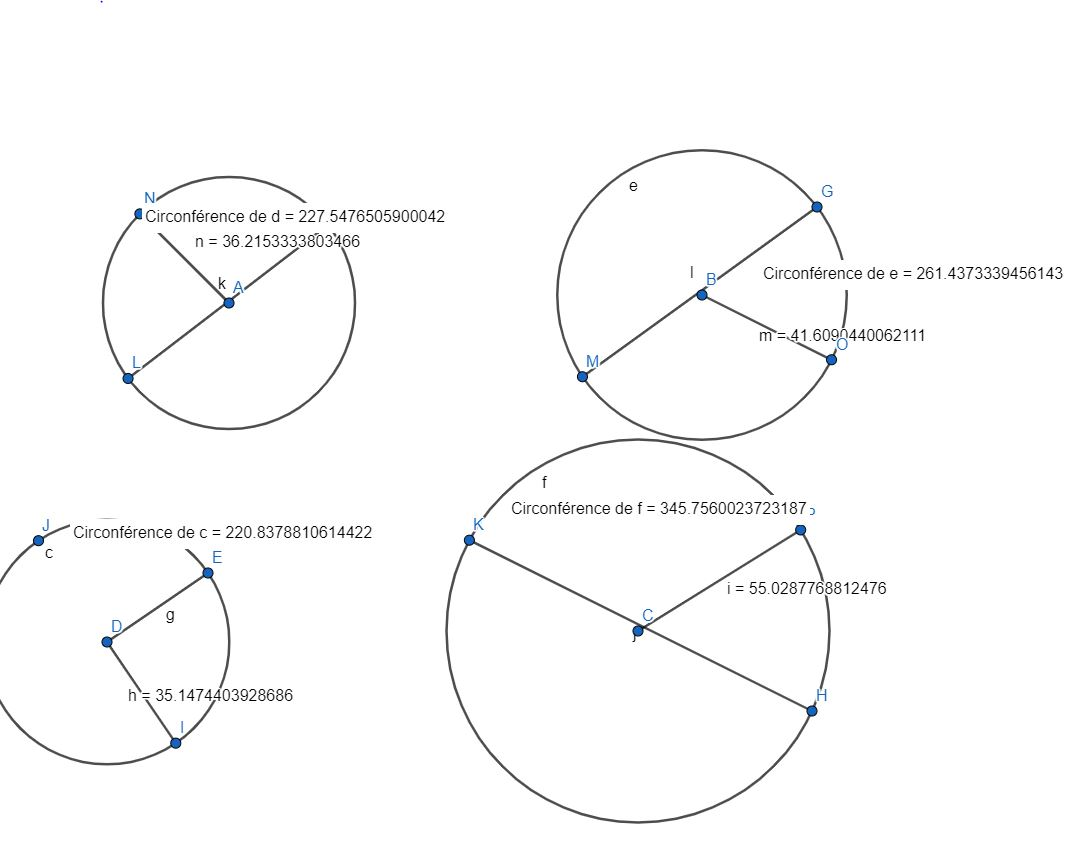 N
Circonférence de d = 227.5476505900042
n = 36.2153333803466
k
A
L
e
G
l
B
Circonférence de e = 261.4373339456143
m = 41.6090440062111
O
M
f
Circonférence de f = 345.7560023723187
K
i = 55.0287768812476
C
H
J
Circonférence de c = 220.8378810614422
c
E
g
D
h = 35.1474403928686
I